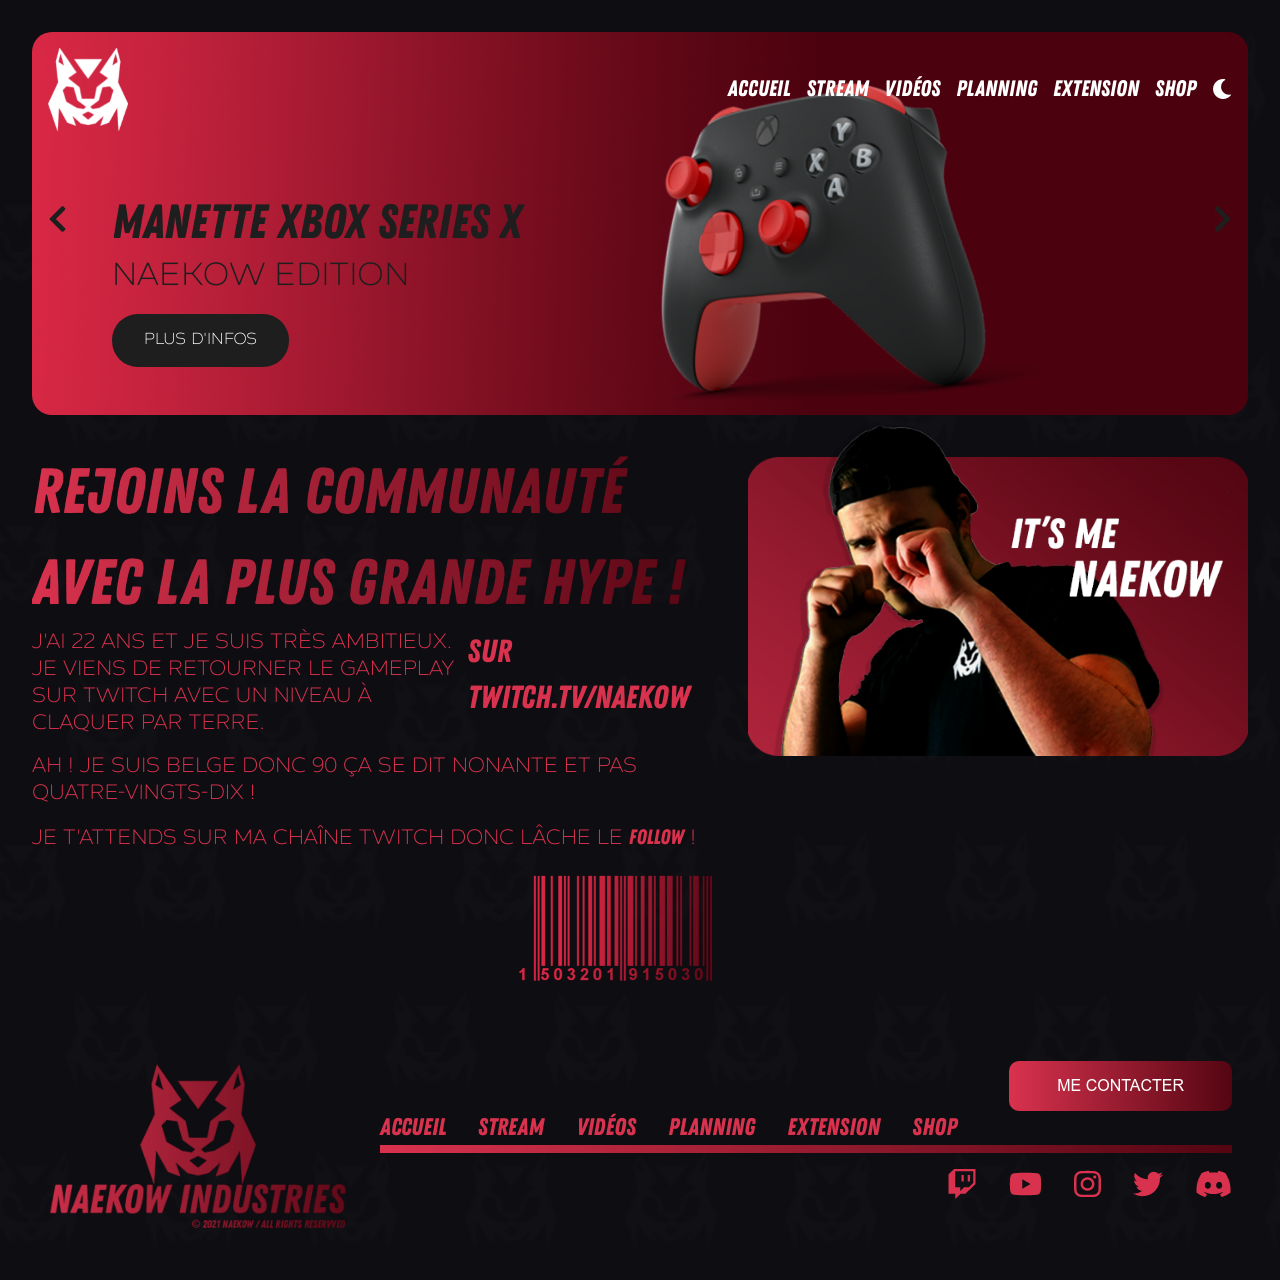 ACCUEIL STREAM VIDÉOS PLANNING EXTENSION SHOP
Y
X B
A
MANETTE XBOX SERIES X
NAEKOW EDITION
PLUS D'INFOS
REJOINS LA COMMUNAUTÉ
AVEC LA PLUS GRANDE HYPE !
IT'S ME
NAEKOW
J'AI 22 ANS ET JE SUIS TRÈS AMBITIEUX.
JE VIENS DE RETOURNER LE GAMEPLAY
SUR TWITCH AVEC UN NIVEAU À
CLAQUER PAR TERRE.
SUR
TWITCH.TV/NAEKOW
AH ! JE SUIS BELGE DONC 90 ÇA SE DIT NONANTE ET PAS
QUATRE-VINGTS-DIX !
JE T'ATTENDS SUR MA CHAÎNE TWITCH DONC LÂCHE LE FOLLOW !
1 503201 915030
ME CONTACTER
ACCUEIL STREAM VIDÉOS PLANNING EXTENSION SHOP
NAEKOW INDUSTRIES
© 2021 NAEKOW / ALL RIGHTS RESERVVED